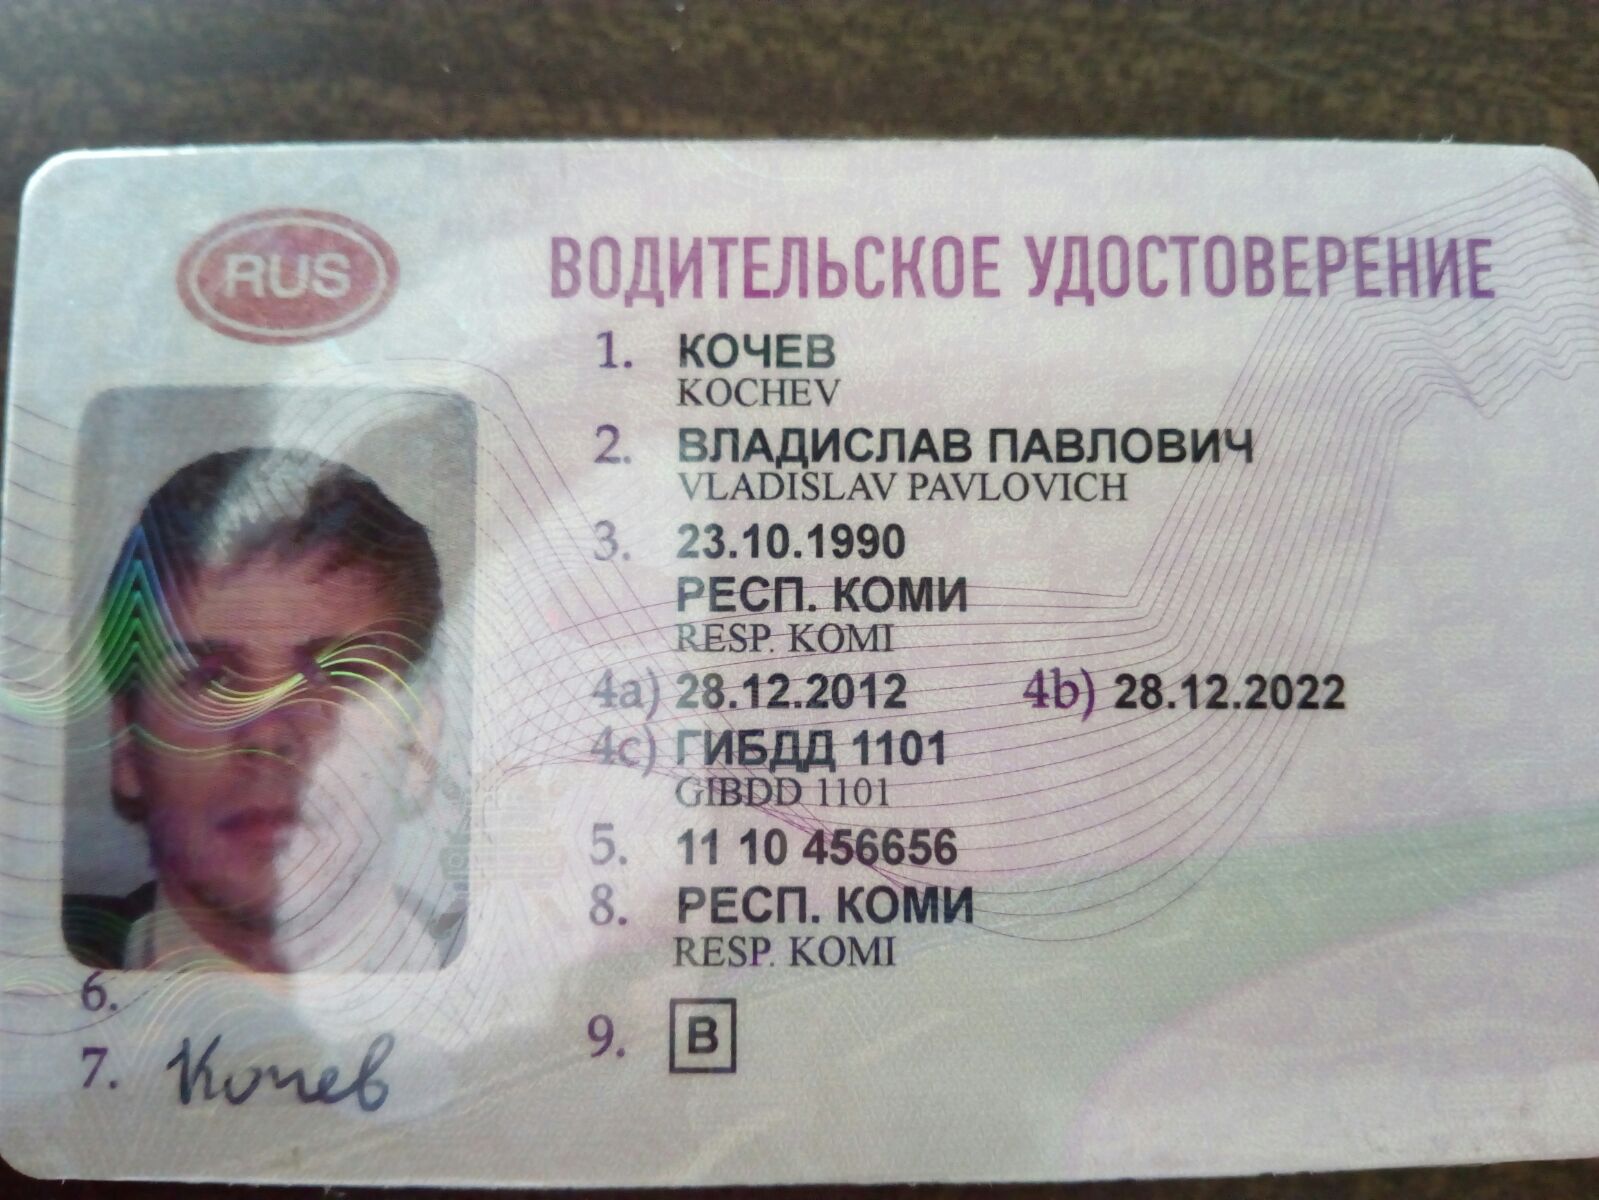 RUS
ВОДИТЕЛЬСКОЕ УДОСТОВЕРЕНИЕ
1. КОЧЕВ
KOCHEV
2. ВЛАДИСЛАВ ПАВЛОВИЧ
VLADISLAV PAVLOVICH
3. 23.10.1990
РЕСП. КОМИ
RESP. KOMI
4a) 28.12.2012 4b) 28.12.2022
4c) ГИБДД 1101
GIBDD 1101
5. 11 10 456656
8. РЕСП. КОМИ
RESP. KOMI
6.
7. Кочев
9. B